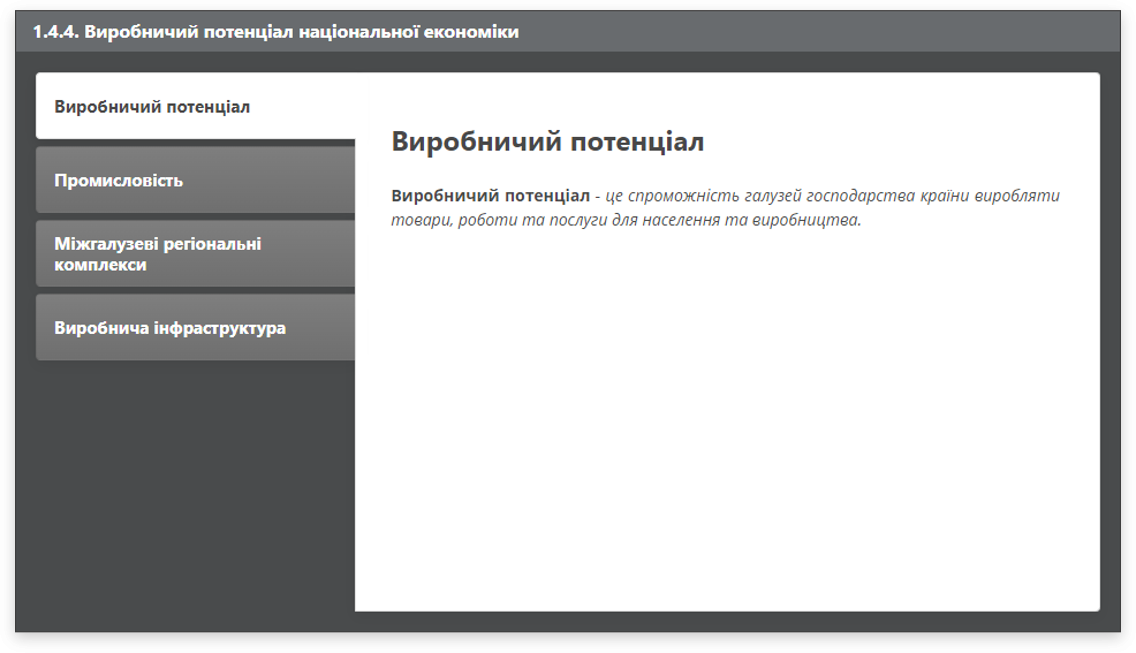 1.4.4. Виробничий потенціал національної економіки
Виробничий потенціал
Промисловість
Міжгалузеві регіональні
комплекси
Виробнича інфраструктура
Виробничий потенціал
Виробничий потенціал - це спроможність галузей господарства країни виробляти
товари, роботи та послуги для населення та виробництва.